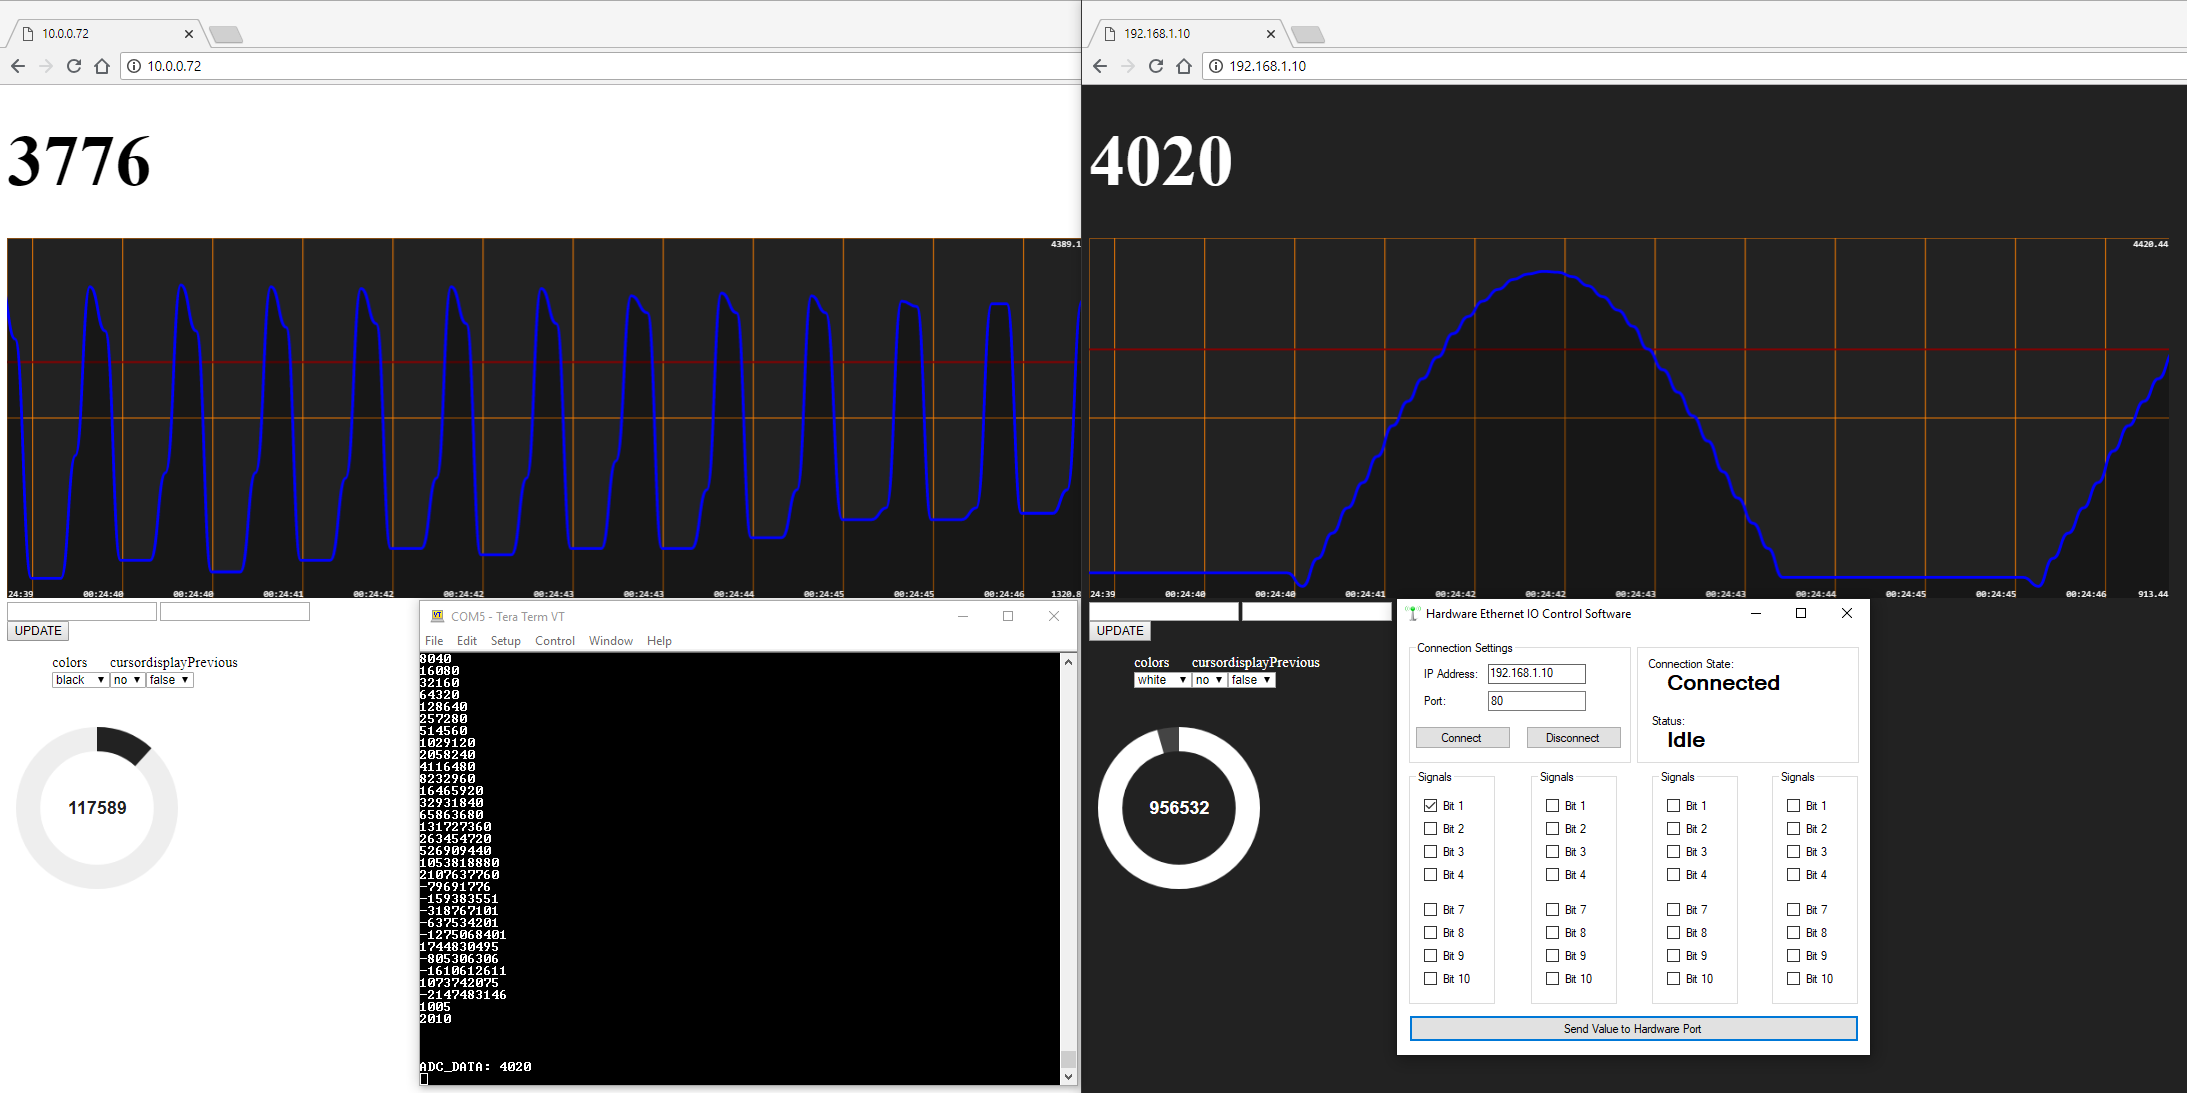 10.0.0.72
10.0.0.72
3776
4389.1
24:39 00:24:40 00:24:40 00:24:41 00:24:42 00:24:42 00:24:43 00:24:43 00:24:44 00:24:45 00:24:45 00:24:46 1320.8
UPDATE
colors cursordisplayPrevious
black no false
117589
COM5 - Tera Term VT
File Edit Setup Control Window Help
8040
16080
32160
64320
128640
257280
514560
1029120
2058240
4116480
8232960
16465920
32931840
65863680
131727360
263454720
526909440
1053818880
2107637760
-79691776
-159383551
-318767101
-637534201
-1275068401
1744830495
-805306306
-1610612611
1073742075
-2147483146
1005
2010
ADC_DATA: 4020
192.168.1.10
192.168.1.10
4020
4420.44
24:39 00:24:40 00:24:40 00:24:41 00:24:42 00:24:42 00:24:43 00:24:43 00:24:44 00:24:45 00:24:45 00:24:46 913.44
UPDATE
colors cursordisplayPrevious
white no false
956532
Hardware Ethernet IO Control Software
Connection Settings
IP Address: 192.168.1.10
Port: 80
Connect Disconnect
Connection State:
Connected
Status:
Idle
Signals Signals Signals Signals
Bit 1 Bit 1 Bit 1 Bit 1
Bit 2 Bit 2 Bit 2 Bit 2
Bit 3 Bit 3 Bit 3 Bit 3
Bit 4 Bit 4 Bit 4 Bit 4
Bit 7 Bit 7 Bit 7 Bit 7
Bit 8 Bit 8 Bit 8 Bit 8
Bit 9 Bit 9 Bit 9 Bit 9
Bit 10 Bit 10 Bit 10 Bit 10
Send Value to Hardware Port